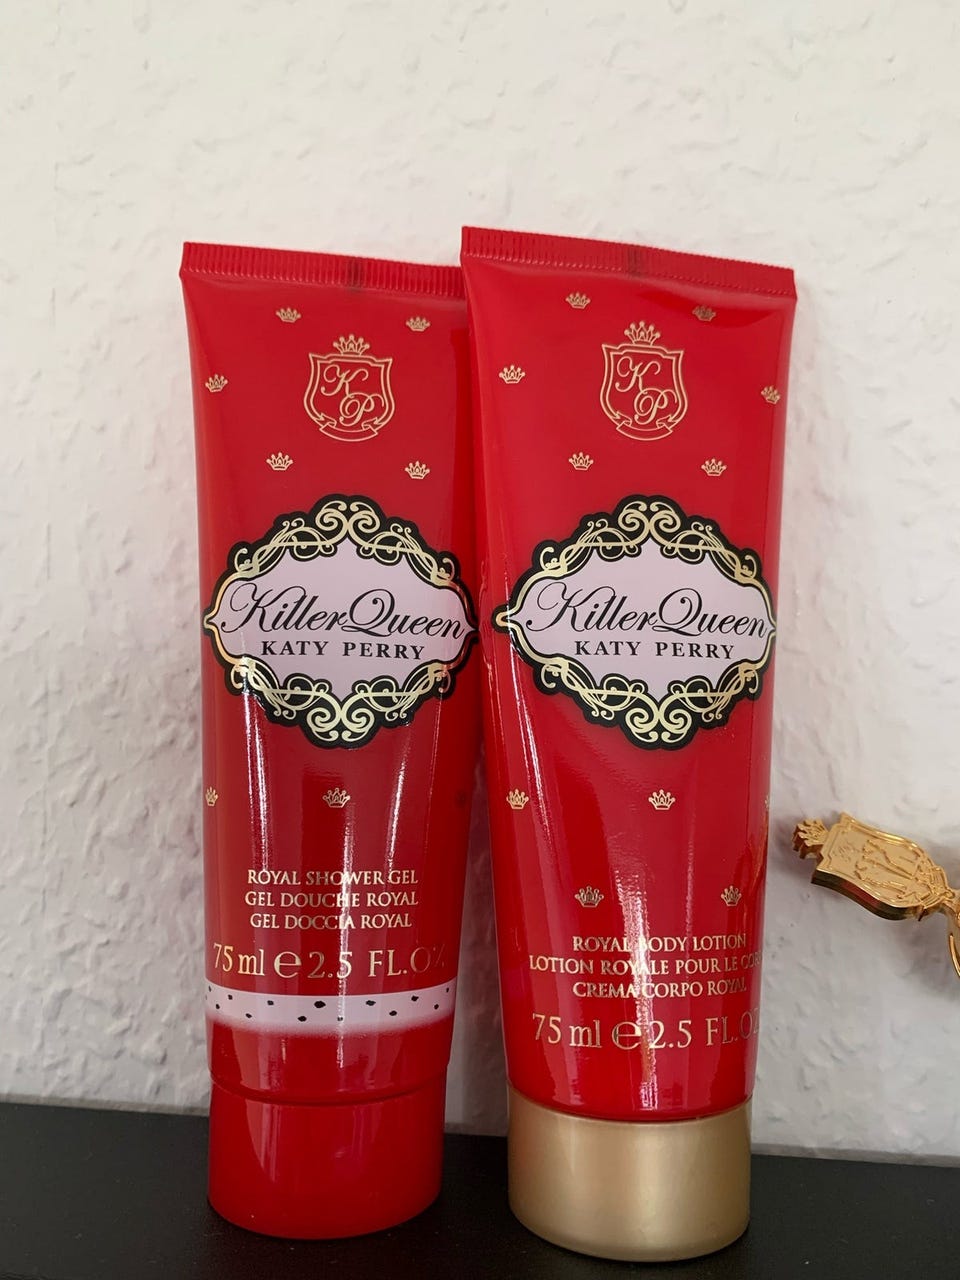 KP
Killer Queen
KATY PERRY
ROYAL SHOWER GEL
GEL DOUCHE ROYAL
GEL DOCCIA ROYAL
75 ml e 2.5 FL.OZ
KP
Killer Queen
KATY PERRY
ROYAL BODY LOTION
LOTION ROYALE POUR LE CORPS
CREMA CORPO ROYAL
75 ml e 2.5 FL.OZ